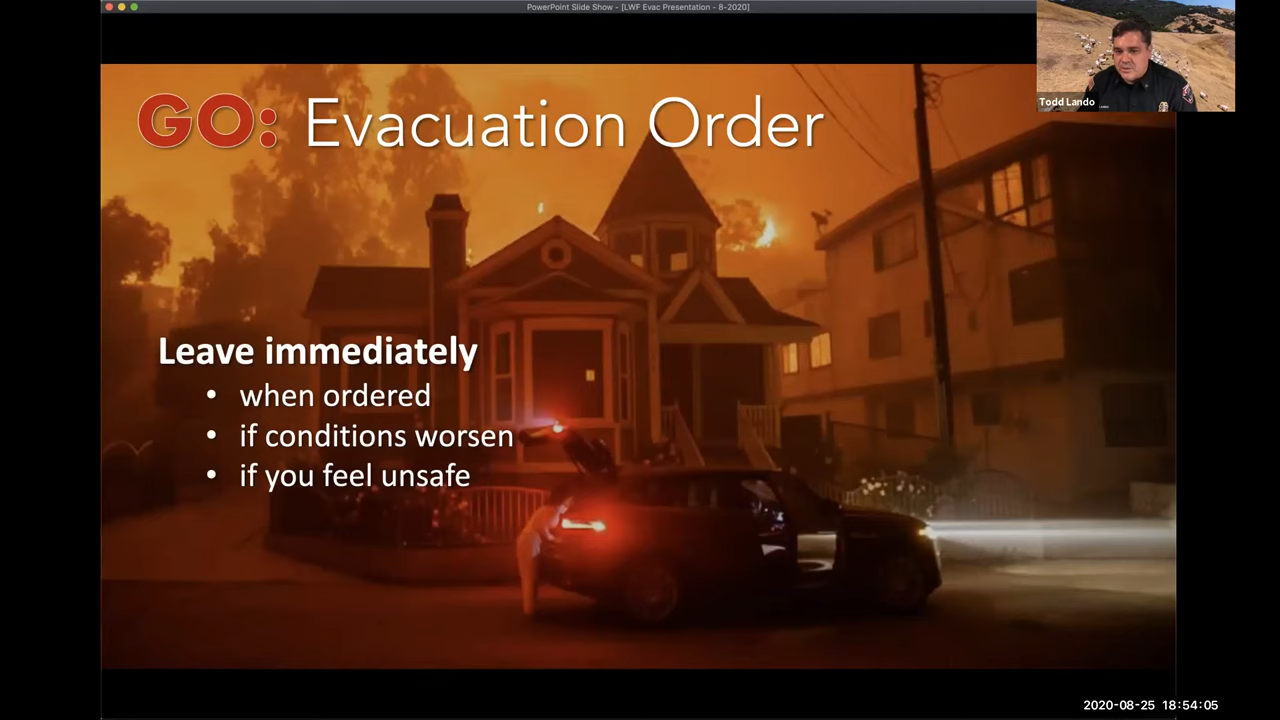 PowerPoint Slide Show - [LWF Evac Presentation - 8-2020]
Todd Lando
GO: Evacuation Order
Leave immediately
• when ordered
• if conditions worsen
• if you feel unsafe
2020-08-25 18:54:05